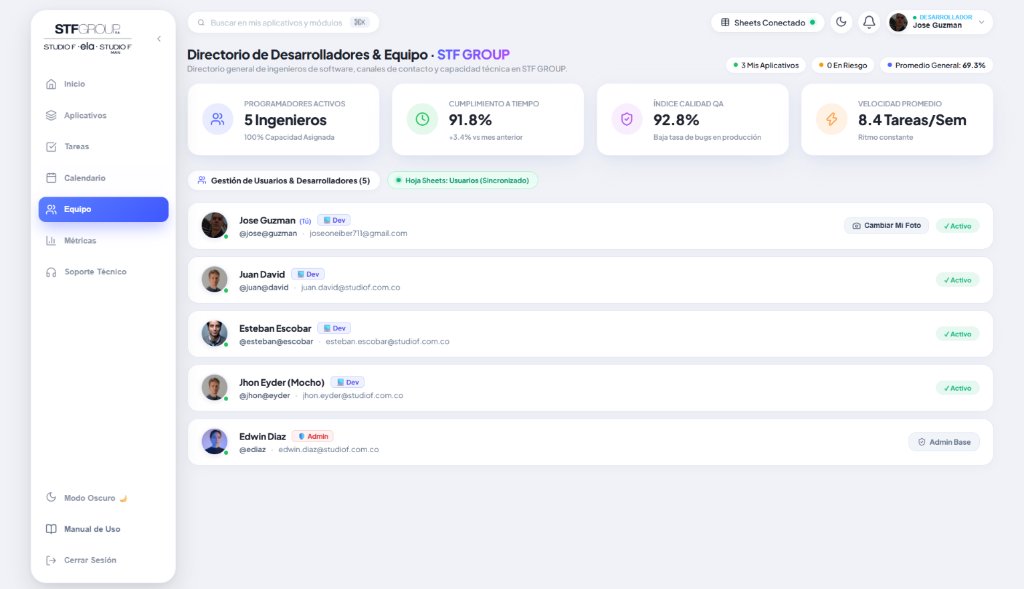 STFGROUP S.A.
STUDIO F · ela · STUDIO F MAN
Inicio
Aplicativos
Tareas
Calendario
Equipo
Métricas
Soporte Técnico
Modo Oscuro 🌙
Manual de Uso
Cerrar Sesión
Buscar en mis aplicativos y módulos ⌘K
Sheets Conectado
DESARROLLADOR
Jose Guzman
Directorio de Desarrolladores & Equipo · STF GROUP
Directorio general de ingenieros de software, canales de contacto y capacidad técnica en STF GROUP.
3 Mis Aplicativos
0 En Riesgo
Promedio General: 69.3%
PROGRAMADORES ACTIVOS
5 Ingenieros
100% Capacidad Asignada
CUMPLIMIENTO A TIEMPO
91.8%
+3.4% vs mes anterior
ÍNDICE CALIDAD QA
92.8%
Baja tasa de bugs en producción
VELOCIDAD PROMEDIO
8.4 Tareas/Sem
Ritmo constante
Gestión de Usuarios & Desarrolladores (5)
Hoja Sheets: Usuarios (Sincronizado)
Jose Guzman (Tú) Dev
@jose@guzman · joseoneiber711@gmail.com
Cambiar Mi Foto
✓ Activo
Juan David Dev
@juan@david · juan.david@studiof.com.co
✓ Activo
Esteban Escobar Dev
@esteban@escobar · esteban.escobar@studiof.com.co
✓ Activo
Jhon Eyder (Mocho) Dev
@jhon@eyder · jhon.eyder@studiof.com.co
✓ Activo
Edwin Diaz Admin
@ediaz · edwin.diaz@studiof.com.co
Admin Base